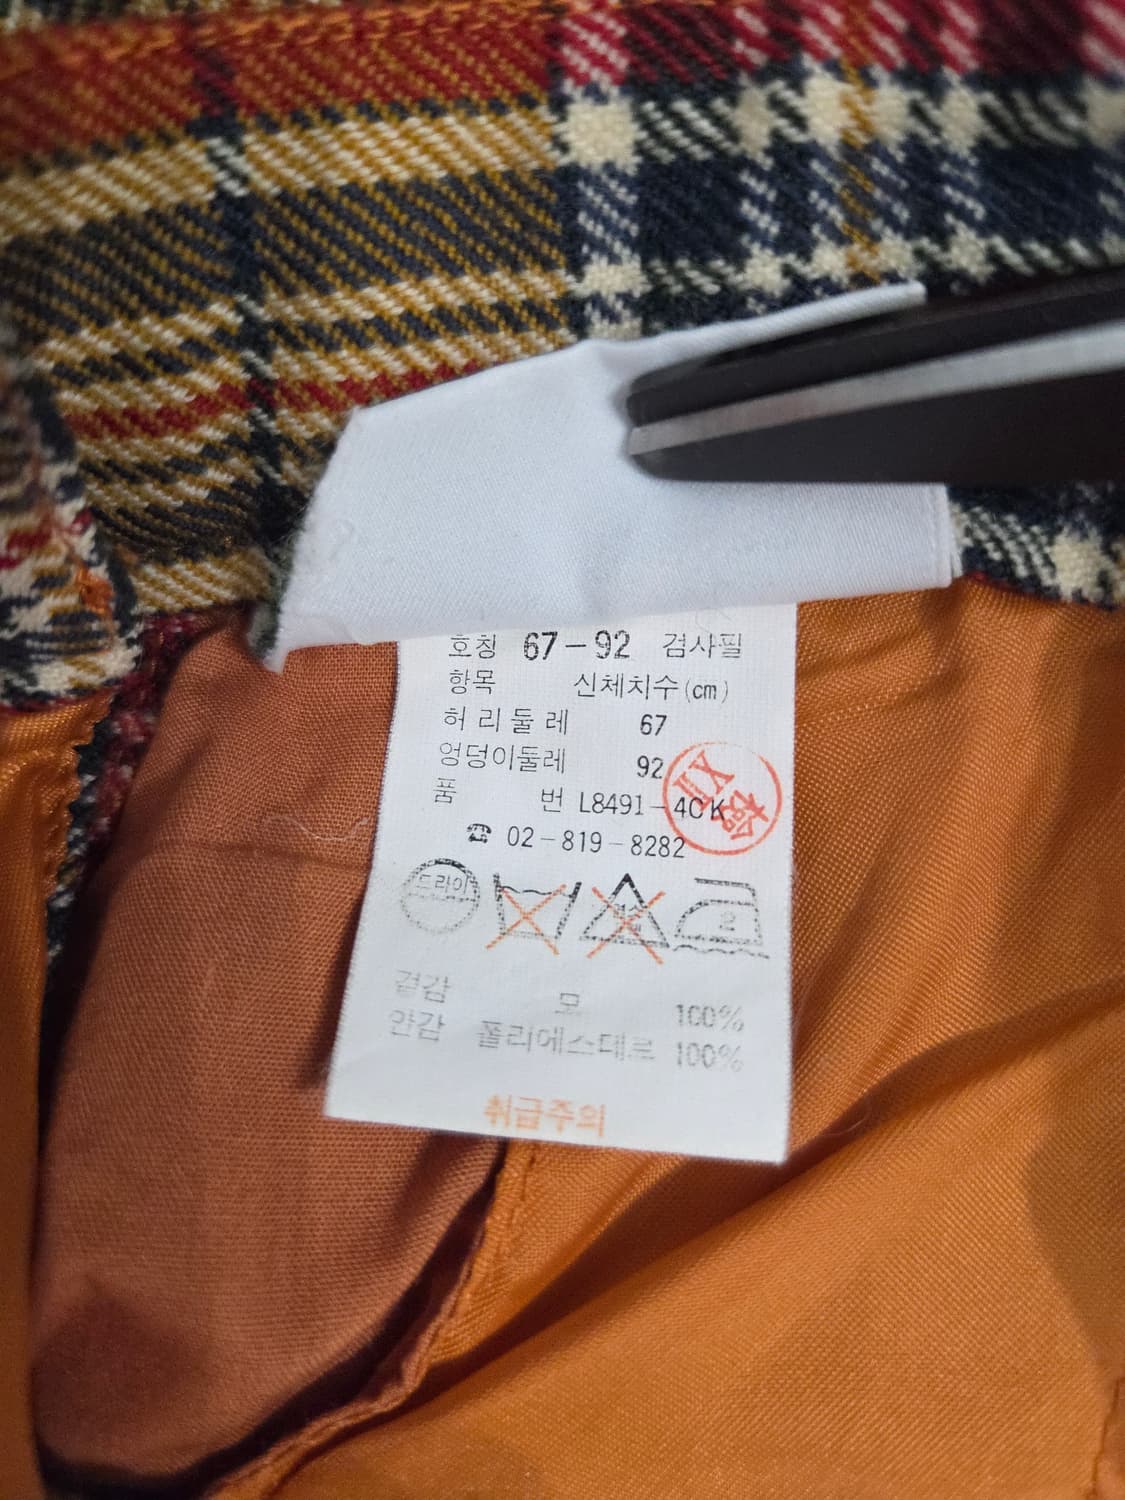 호칭 67-92 검사필
항목 신체치수(cm)
허리둘레 67
엉덩이둘레 92
품 번 L8491-4CK
☎ 02-819-8282
드라이
2
겉감 모 100%
안감 폴리에스테르 100%
취급주의